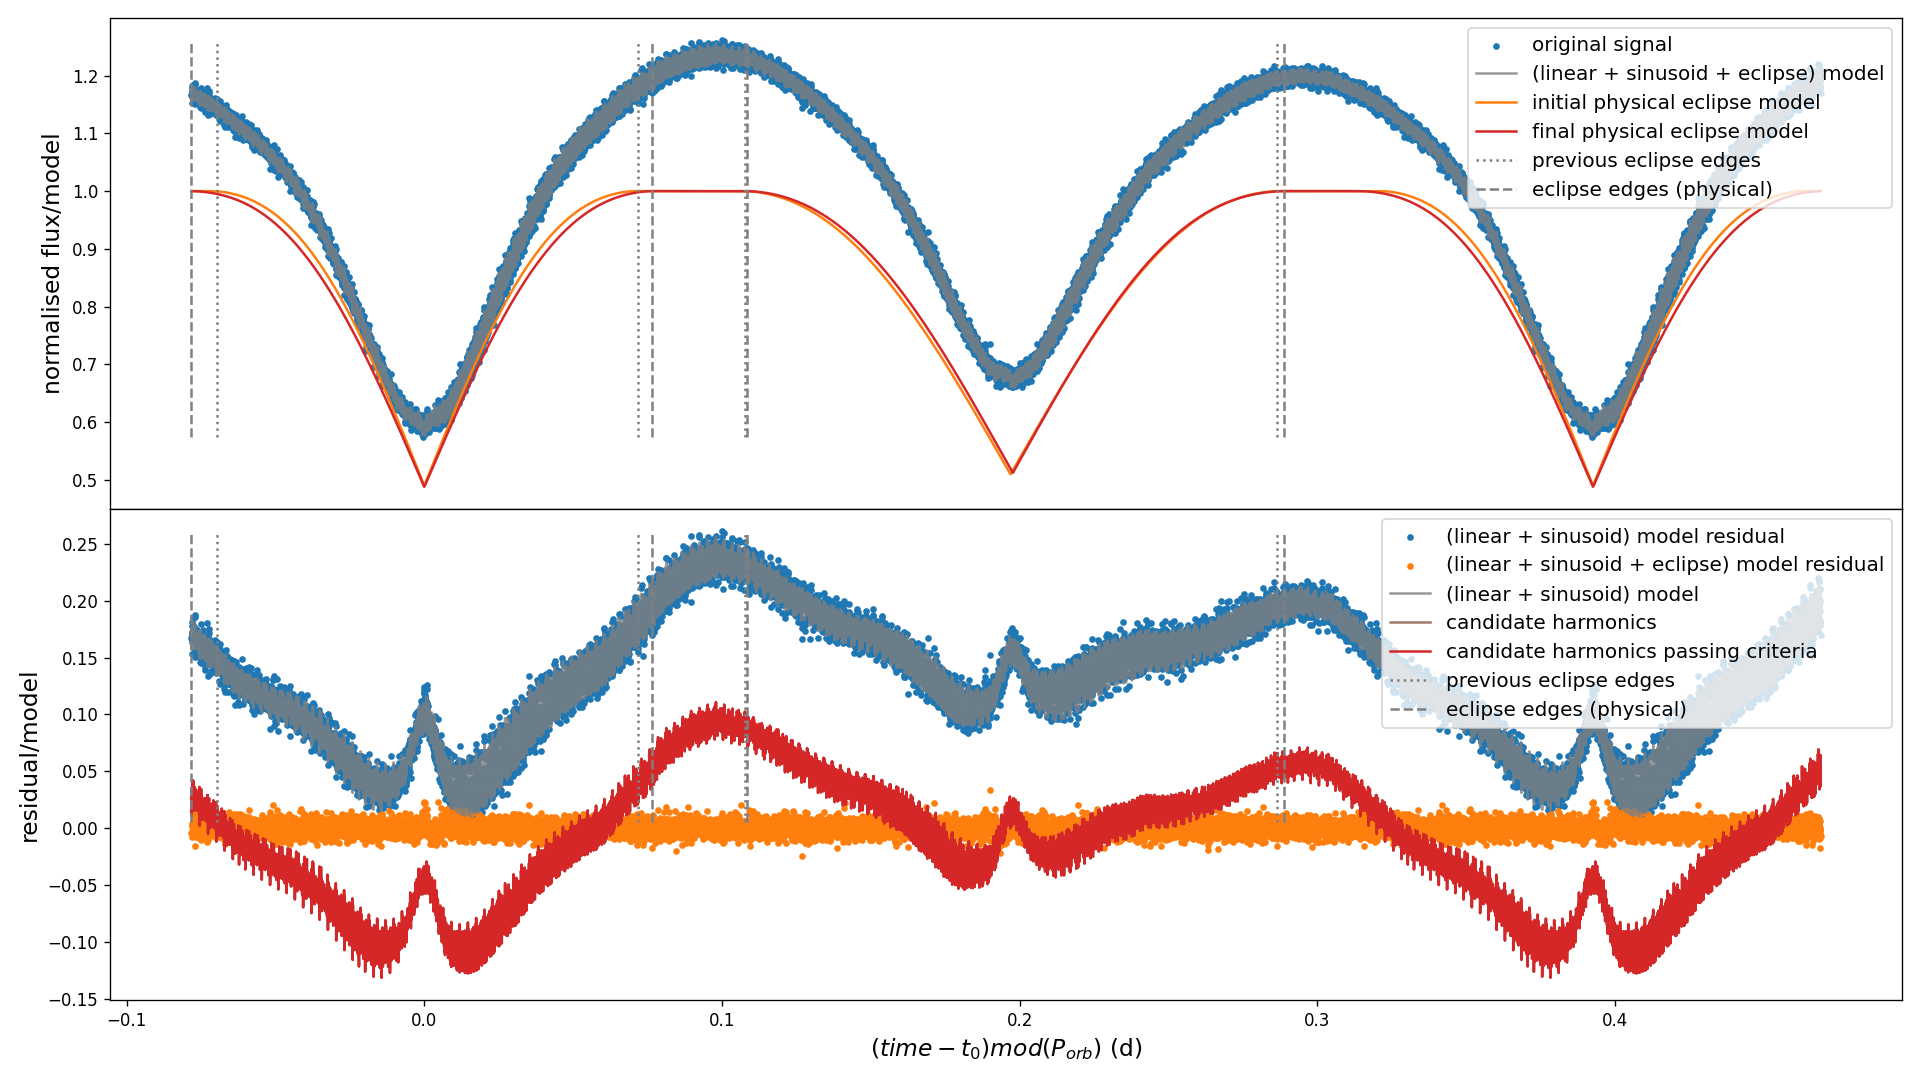 normalised flux/model
1.2
1.1
1.0
0.9
0.8
0.7
0.6
0.5
original signal
(linear + sinusoid + eclipse) model
initial physical eclipse model
final physical eclipse model
previous eclipse edges
eclipse edges (physical)
residual/model
0.25
0.20
0.15
0.10
0.05
0.00
−0.05
−0.10
−0.15
(linear + sinusoid) model residual
(linear + sinusoid + eclipse) model residual
(linear + sinusoid) model
candidate harmonics
candidate harmonics passing criteria
previous eclipse edges
eclipse edges (physical)
−0.1 0.0 0.1 0.2 0.3 0.4
(time − t₀)mod(Pₒᵣb) (d)